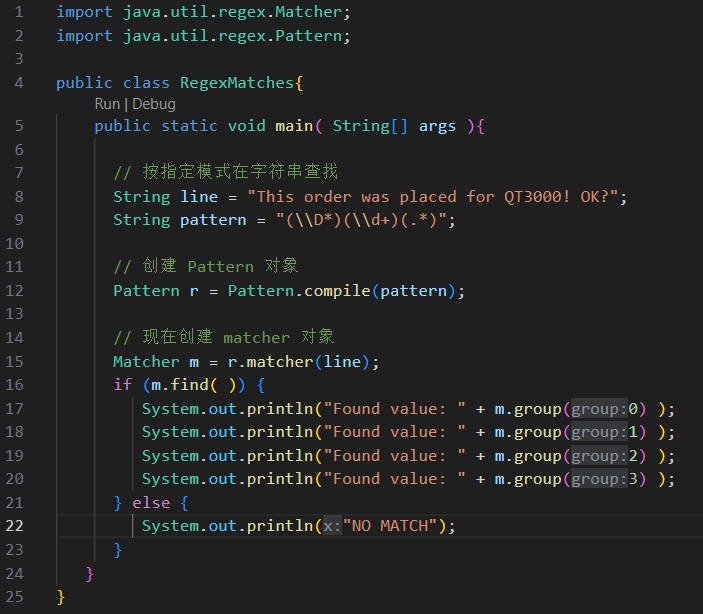 1 import java.util.regex.Matcher;
2 import java.util.regex.Pattern;
3
4 public class RegexMatches{
Run | Debug
5 public static void main( String[] args ){
6
7 // 按指定模式在字符串查找
8 String line = "This order was placed for QT3000! OK?";
9 String pattern = "(\\D*)(\\d+)(.*)";
10
11 // 创建 Pattern 对象
12 Pattern r = Pattern.compile(pattern);
13
14 // 现在创建 matcher 对象
15 Matcher m = r.matcher(line);
16 if (m.find( )) {
17 System.out.println("Found value: " + m.group(group:0) );
18 System.out.println("Found value: " + m.group(group:1) );
19 System.out.println("Found value: " + m.group(group:2) );
20 System.out.println("Found value: " + m.group(group:3) );
21 } else {
22 System.out.println(x:"NO MATCH");
23 }
24 }
25 }